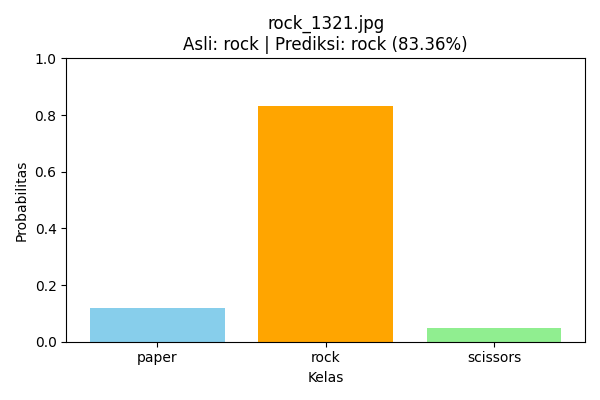 rock_1321.jpg
Asli: rock | Prediksi: rock (83.36%)
1.0
0.8
0.6
0.4
0.2
0.0
Probabilitas
paper
rock
scissors
Kelas